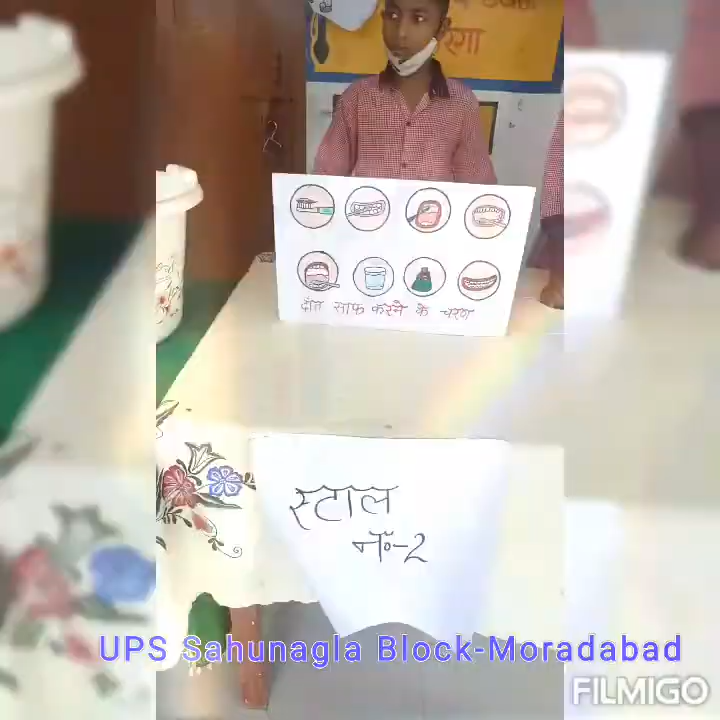 रेगा
दाँत साफ करने के चरण
स्टाल
नं०-2
UPS Sahunagla Block-Moradabad
FILMIGO